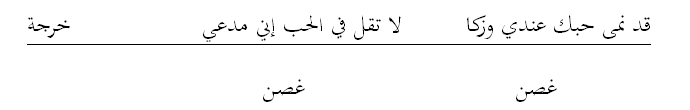 قد نمى حبك عندي وزكا لا تقل في الحب إني مدعي خرجة
غصن غصن